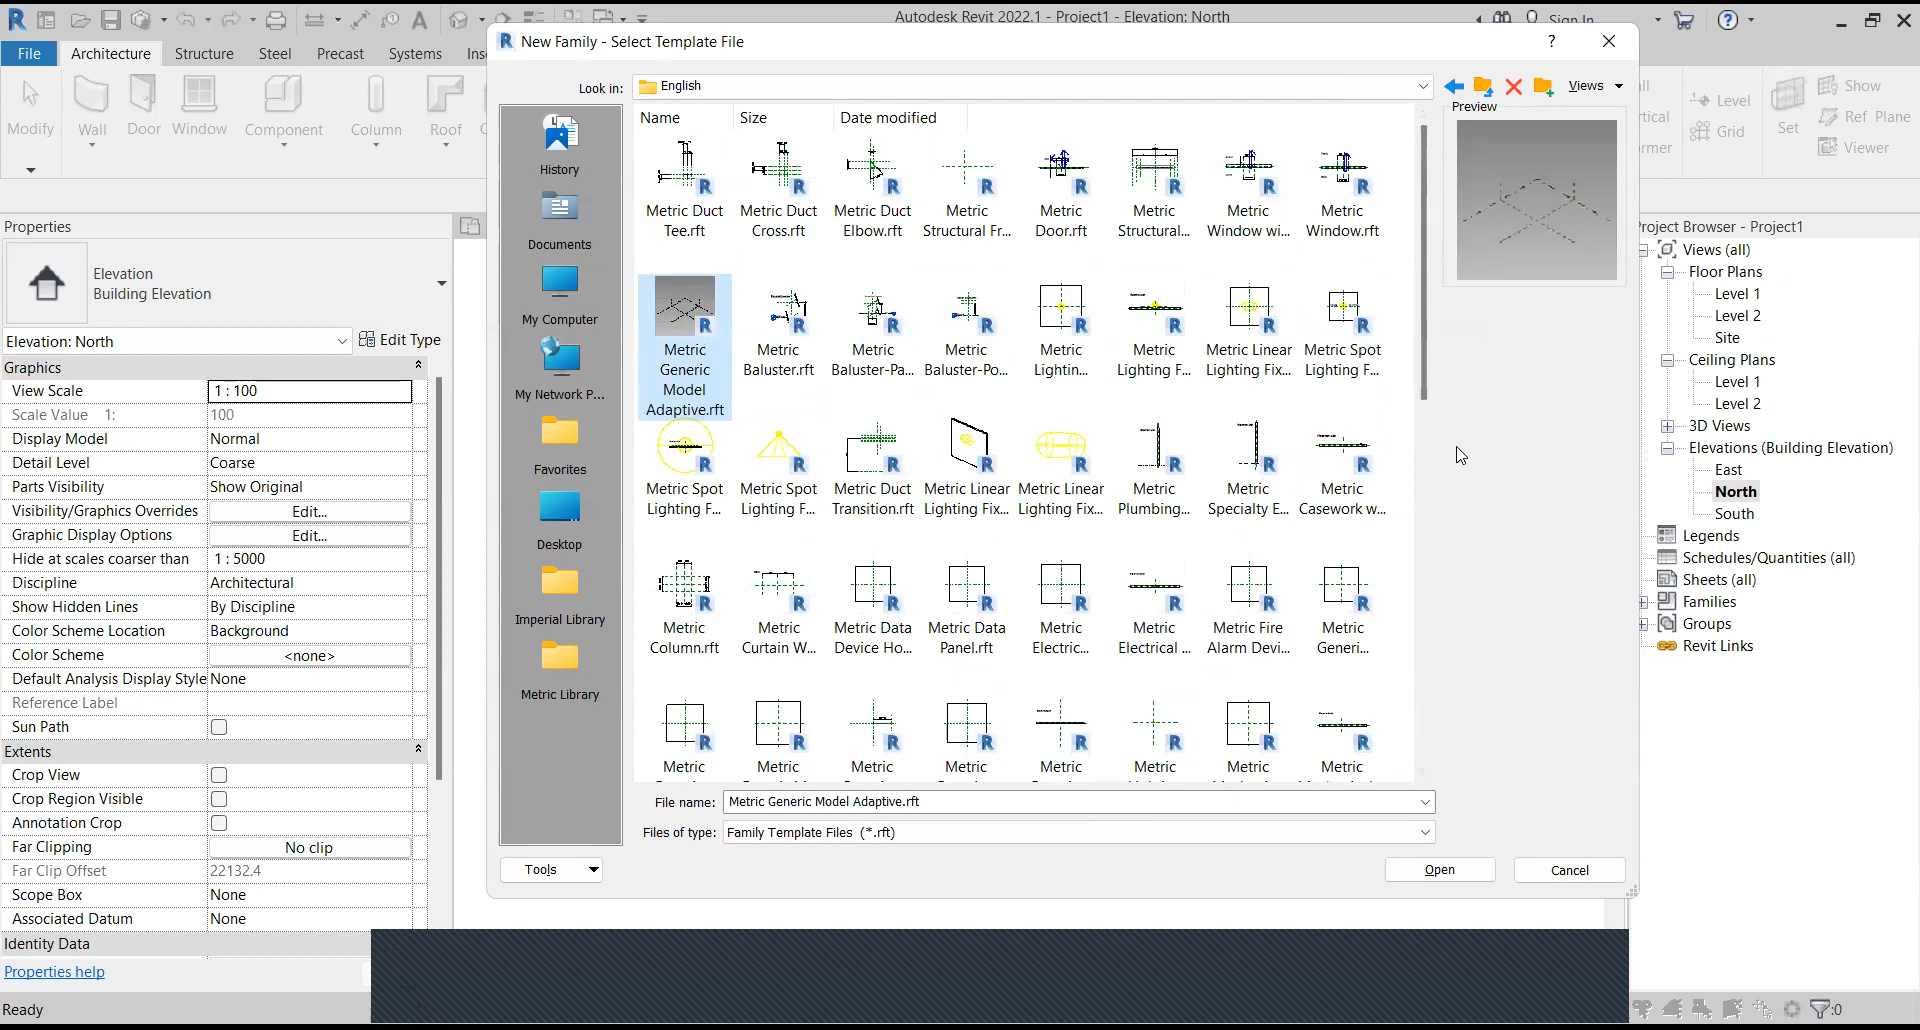 Autodesk Revit 2022.1 - Project1 - Elevation: North
Sign In
File
Architecture
Structure
Steel
Precast
Systems
Modify
Wall
Door
Window
Component
Column
Roof
Level
Grid
Set
Show
Ref Plane
Viewer
Properties
Elevation
Building Elevation
Elevation: North
Edit Type
Graphics
View Scale
1 : 100
Scale Value 1:
100
Display Model
Normal
Detail Level
Coarse
Parts Visibility
Show Original
Visibility/Graphics Overrides
Edit...
Graphic Display Options
Edit...
Hide at scales coarser than
1 : 5000
Discipline
Architectural
Show Hidden Lines
By Discipline
Color Scheme Location
Background
Color Scheme
<none>
Default Analysis Display Style
None
Reference Label
Sun Path
Extents
Crop View
Crop Region Visible
Annotation Crop
Far Clipping
No clip
Far Clip Offset
22132.4
Scope Box
None
Associated Datum
None
Identity Data
Properties help
Ready
New Family - Select Template File
Look in:
English
Views
Preview
History
Documents
My Computer
My Network P...
Favorites
Desktop
Imperial Library
Metric Library
Name
Size
Date modified
Metric Duct
Tee.rft
Metric Duct
Cross.rft
Metric Duct
Elbow.rft
Metric
Structural Fr...
Metric
Door.rft
Metric
Structural...
Metric
Window wi...
Metric
Window.rft
Metric
Generic
Model
Adaptive.rft
Metric
Baluster.rft
Metric
Baluster-Pa...
Metric
Baluster-Po...
Metric
Lightin...
Metric
Lighting F...
Metric Linear
Lighting Fix...
Metric Spot
Lighting F...
Metric Spot
Lighting F...
Metric Spot
Lighting F...
Metric Duct
Transition.rft
Metric Linear
Lighting Fix...
Metric Linear
Lighting Fix...
Metric
Plumbing...
Metric
Specialty E...
Metric
Casework w...
Metric
Column.rft
Metric
Curtain W...
Metric Data
Device Ho...
Metric Data
Panel.rft
Metric
Electric...
Metric
Electrical ...
Metric Fire
Alarm Devi...
Metric
Generi...
Metric
Metric
Metric
Metric
Metric
Metric
Metric
Metric
File name:
Metric Generic Model Adaptive.rft
Files of type:
Family Template Files (*.rft)
Tools
Open
Cancel
Project Browser - Project1
Views (all)
Floor Plans
Level 1
Level 2
Site
Ceiling Plans
Level 1
Level 2
3D Views
Elevations (Building Elevation)
East
North
South
Legends
Schedules/Quantities (all)
Sheets (all)
Families
Groups
Revit Links
:0